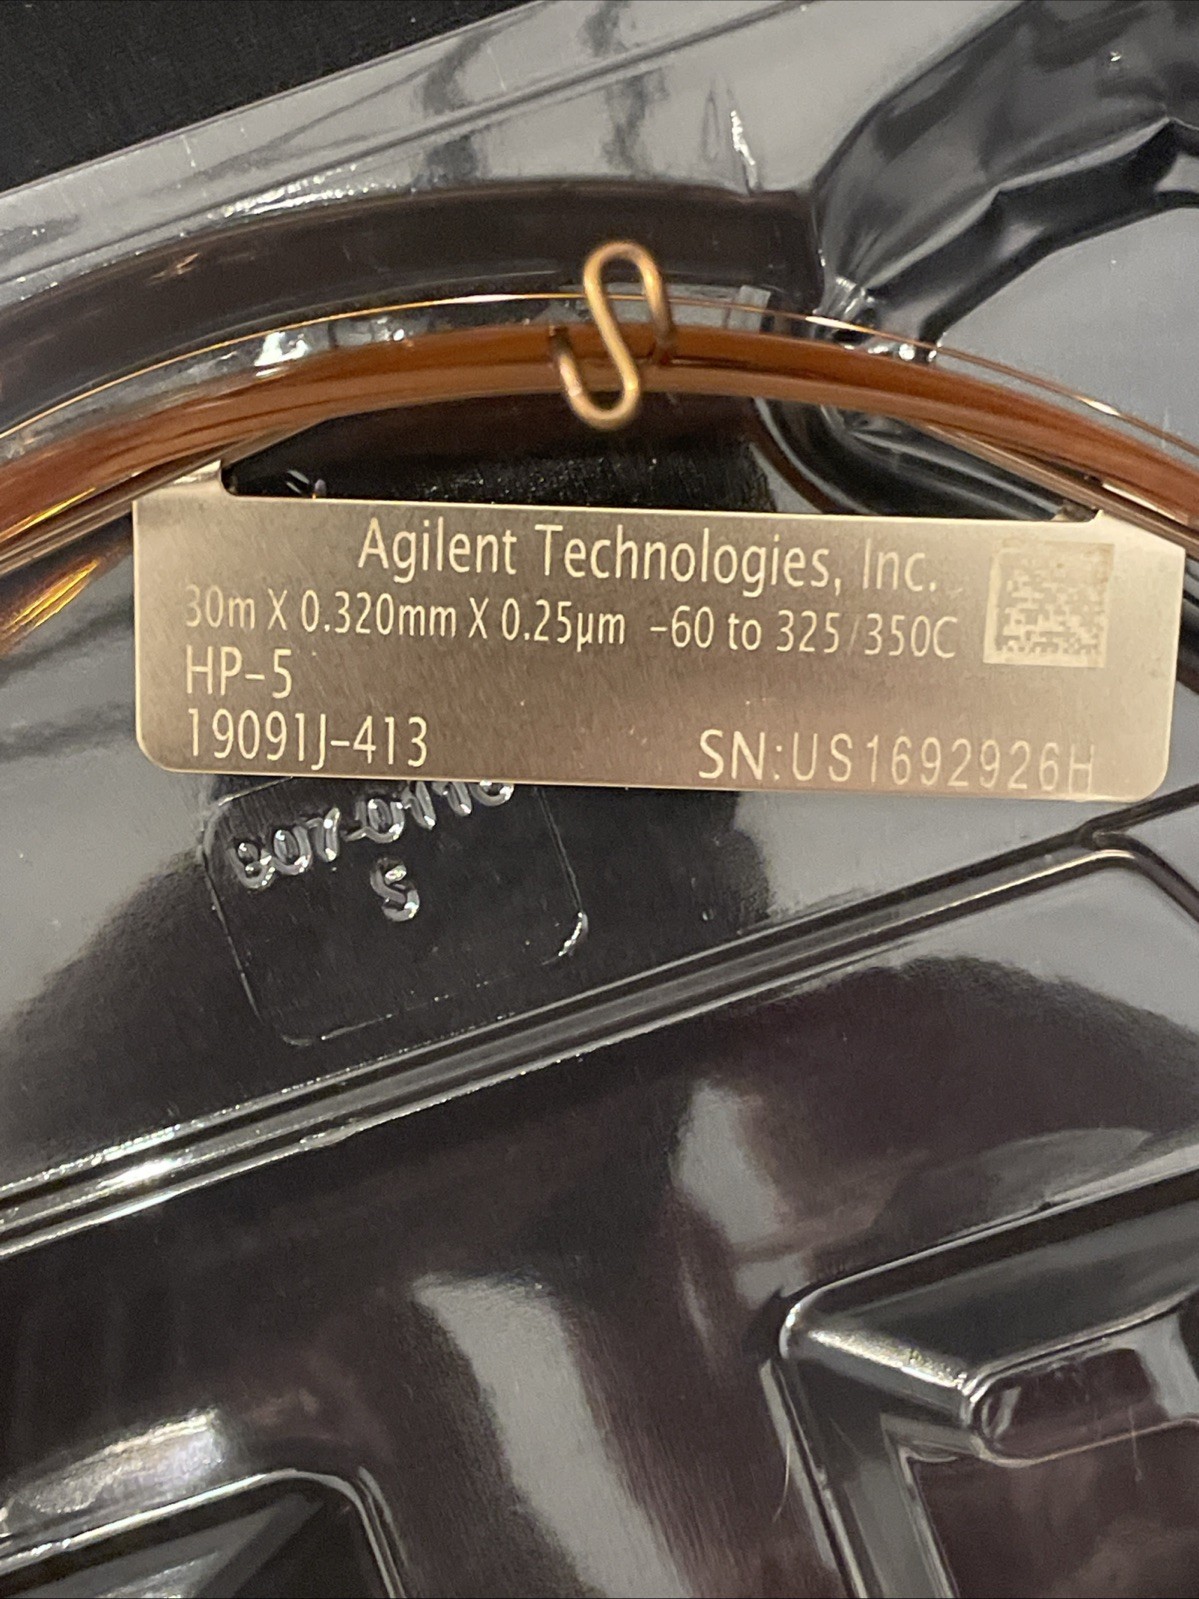 Agilent Technologies, Inc.
30m X 0.320mm X 0.25µm -60 to 325/350C
HP-5
19091J-413 SN:US1692926H
S